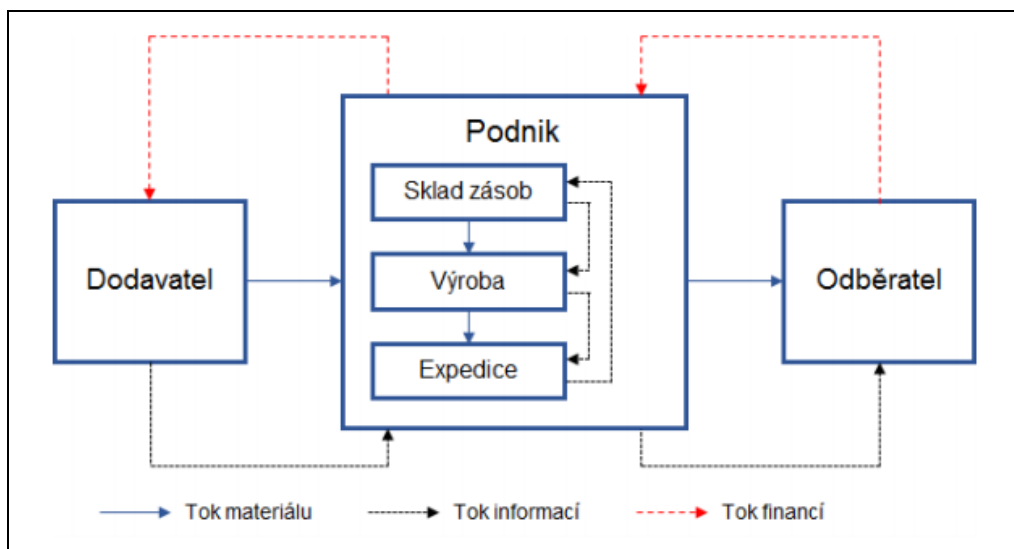 Podnik
Sklad zásob
Dodavatel
Výroba
Odběratel
Expedice
Tok materiálu
Tok informací
Tok financí